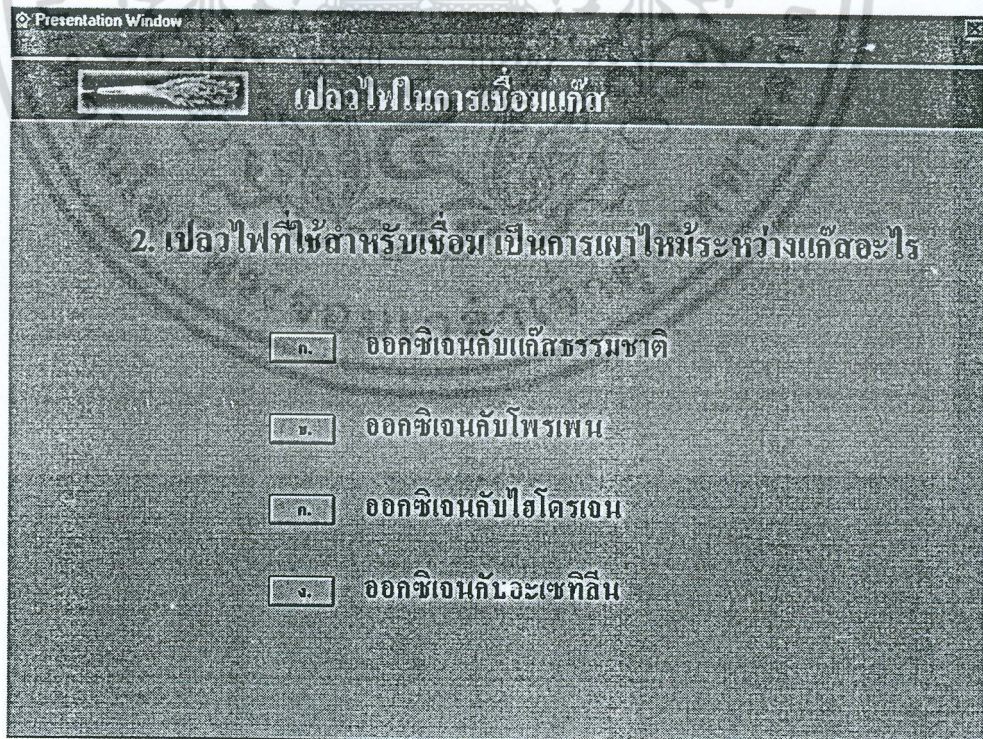 Presentation Window
เปลวไฟในการเชื่อมแก๊ส
2. เปลวไฟที่ใช้สำหรับเชื่อม เป็นการเผาไหม้ระหว่างแก๊สอะไร
ก. ออกซิเจนกับแก๊สธรรมชาติ
ข. ออกซิเจนกับโพรเพน
ค. ออกซิเจนกับไฮโดรเจน
ง. ออกซิเจนกับอะเซทิลีน